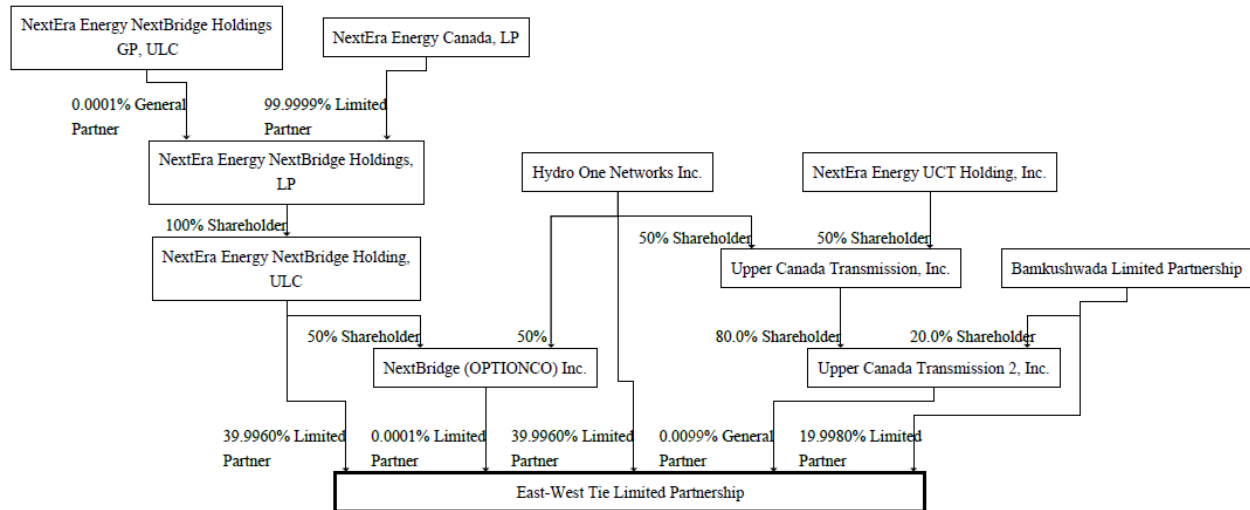 NextEra Energy NextBridge Holdings
GP, ULC
NextEra Energy Canada, LP
0.0001% General
Partner
99.9999% Limited
Partner
NextEra Energy NextBridge Holdings,
LP
Hydro One Networks Inc.
NextEra Energy UCT Holding, Inc.
100% Shareholder
50% Shareholder
50% Shareholder
NextEra Energy NextBridge Holding,
ULC
Upper Canada Transmission, Inc.
Bamkushwada Limited Partnership
50% Shareholder
50%
80.0% Shareholder
20.0% Shareholder
NextBridge (OPTIONCO) Inc.
Upper Canada Transmission 2, Inc.
39.9960% Limited
Partner
0.0001% Limited
Partner
39.9960% Limited
Partner
0.0099% General
Partner
19.9980% Limited
Partner
East-West Tie Limited Partnership